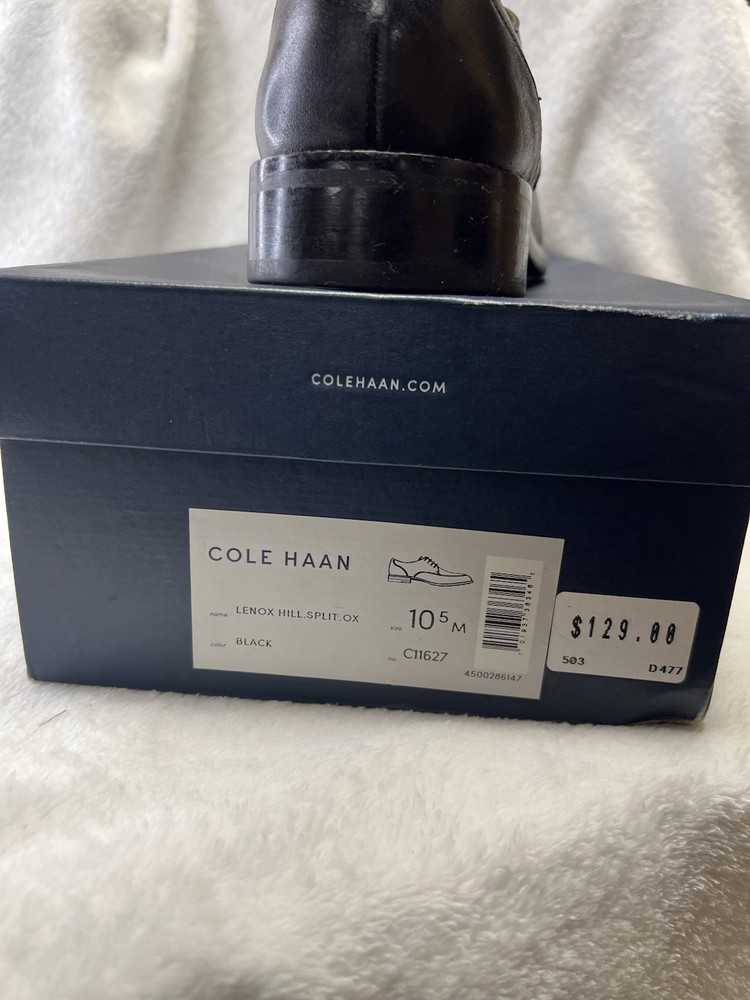 COLEHAAN.COM
COLE HAAN
name LENOX HILL.SPLIT.OX
color BLACK
size 10 5 M
no. C11627
4500286147
$129.00
503 D477